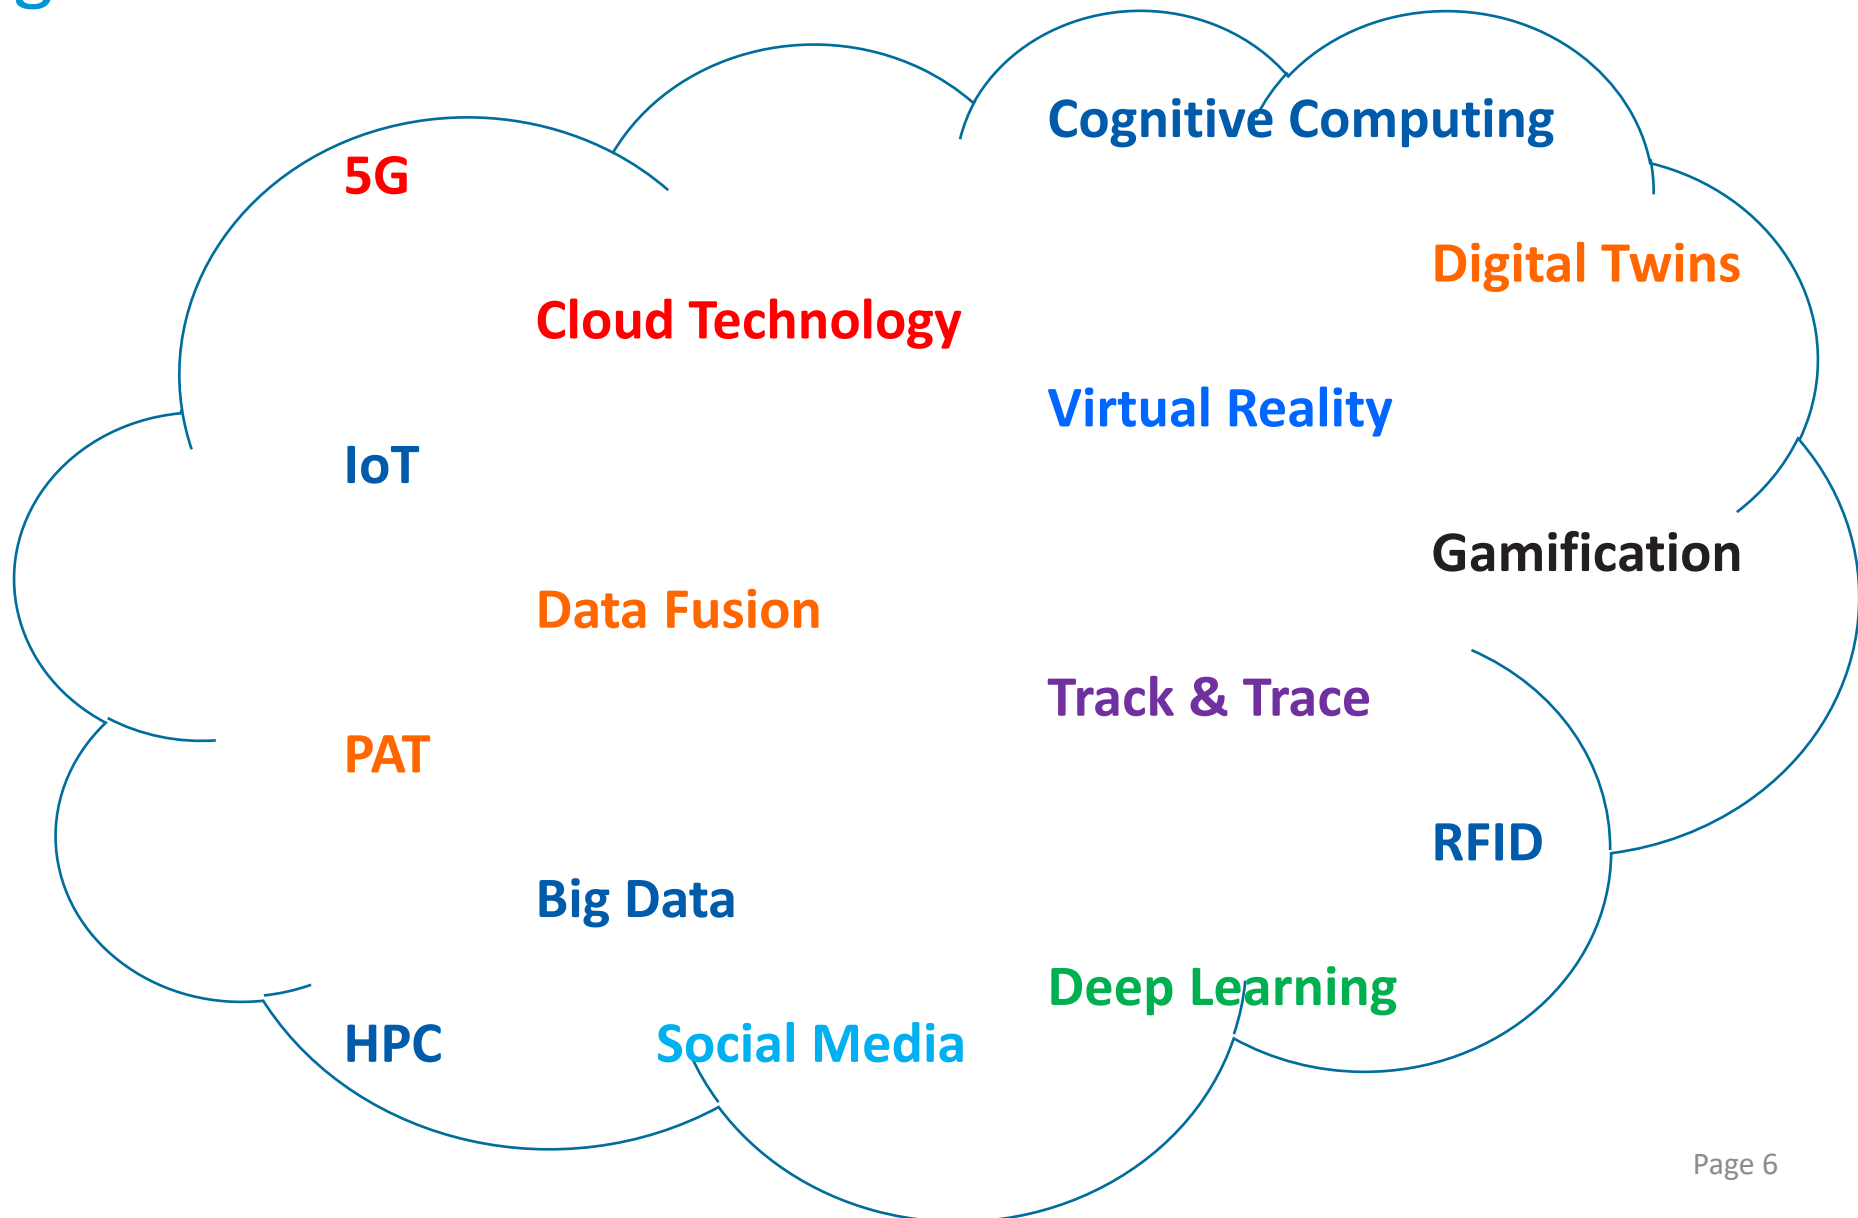 g
Cognitive Computing
5G
Digital Twins
Cloud Technology
Virtual Reality
IoT
Gamification
Data Fusion
Track & Trace
PAT
RFID
Big Data
Deep Learning
HPC
Social Media
Page 6